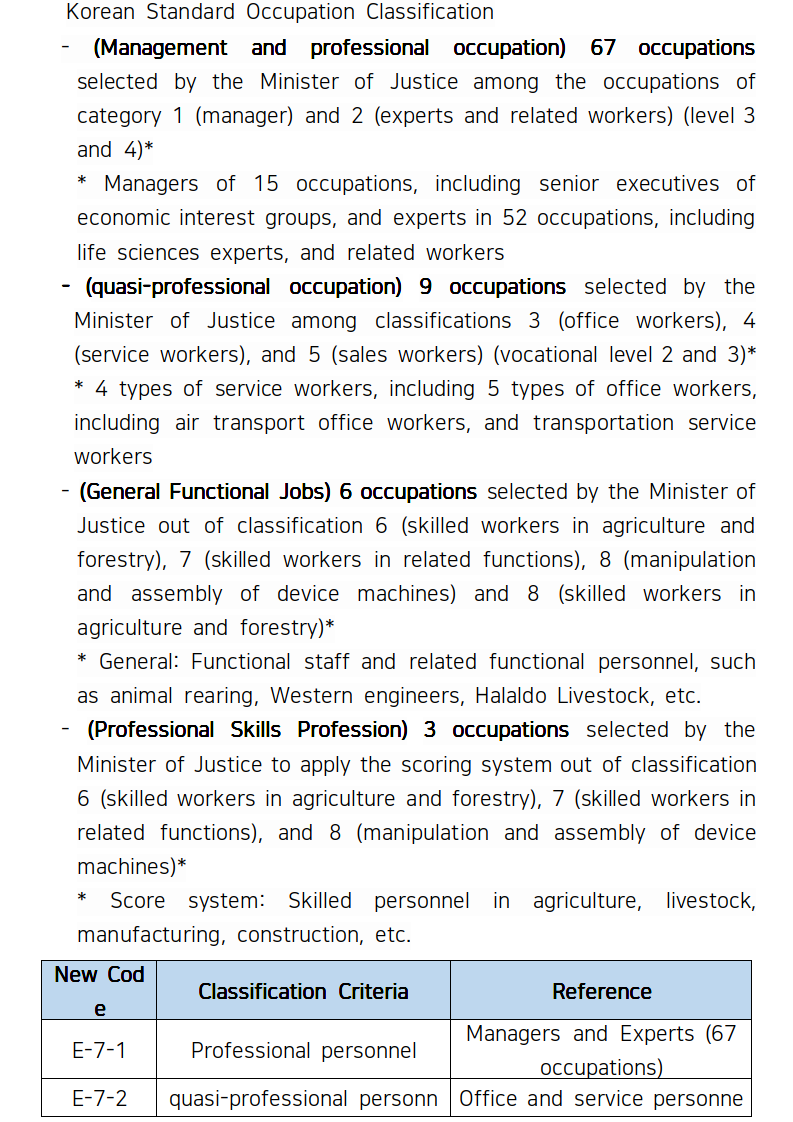 Korean Standard Occupation Classification
- (Management and professional occupation) 67 occupations
selected by the Minister of Justice among the occupations of
category 1 (manager) and 2 (experts and related workers) (level 3
and 4)*
* Managers of 15 occupations, including senior executives of
economic interest groups, and experts in 52 occupations, including
life sciences experts, and related workers
- (quasi-professional occupation) 9 occupations selected by the
Minister of Justice among classifications 3 (office workers), 4
(service workers), and 5 (sales workers) (vocational level 2 and 3)*
* 4 types of service workers, including 5 types of office workers,
including air transport office workers, and transportation service
workers
- (General Functional Jobs) 6 occupations selected by the Minister of
Justice out of classification 6 (skilled workers in agriculture and
forestry), 7 (skilled workers in related functions), 8 (manipulation
and assembly of device machines) and 8 (skilled workers in
agriculture and forestry)*
* General: Functional staff and related functional personnel, such
as animal rearing, Western engineers, Halaldo Livestock, etc.
- (Professional Skills Profession) 3 occupations selected by the
Minister of Justice to apply the scoring system out of classification
6 (skilled workers in agriculture and forestry), 7 (skilled workers in
related functions), and 8 (manipulation and assembly of device
machines)*
* Score system: Skilled personnel in agriculture, livestock,
manufacturing, construction, etc.
New Cod
e
Classification Criteria
Reference
E-7-1
Professional personnel
Managers and Experts (67
occupations)
E-7-2
quasi-professional personn
Office and service personne